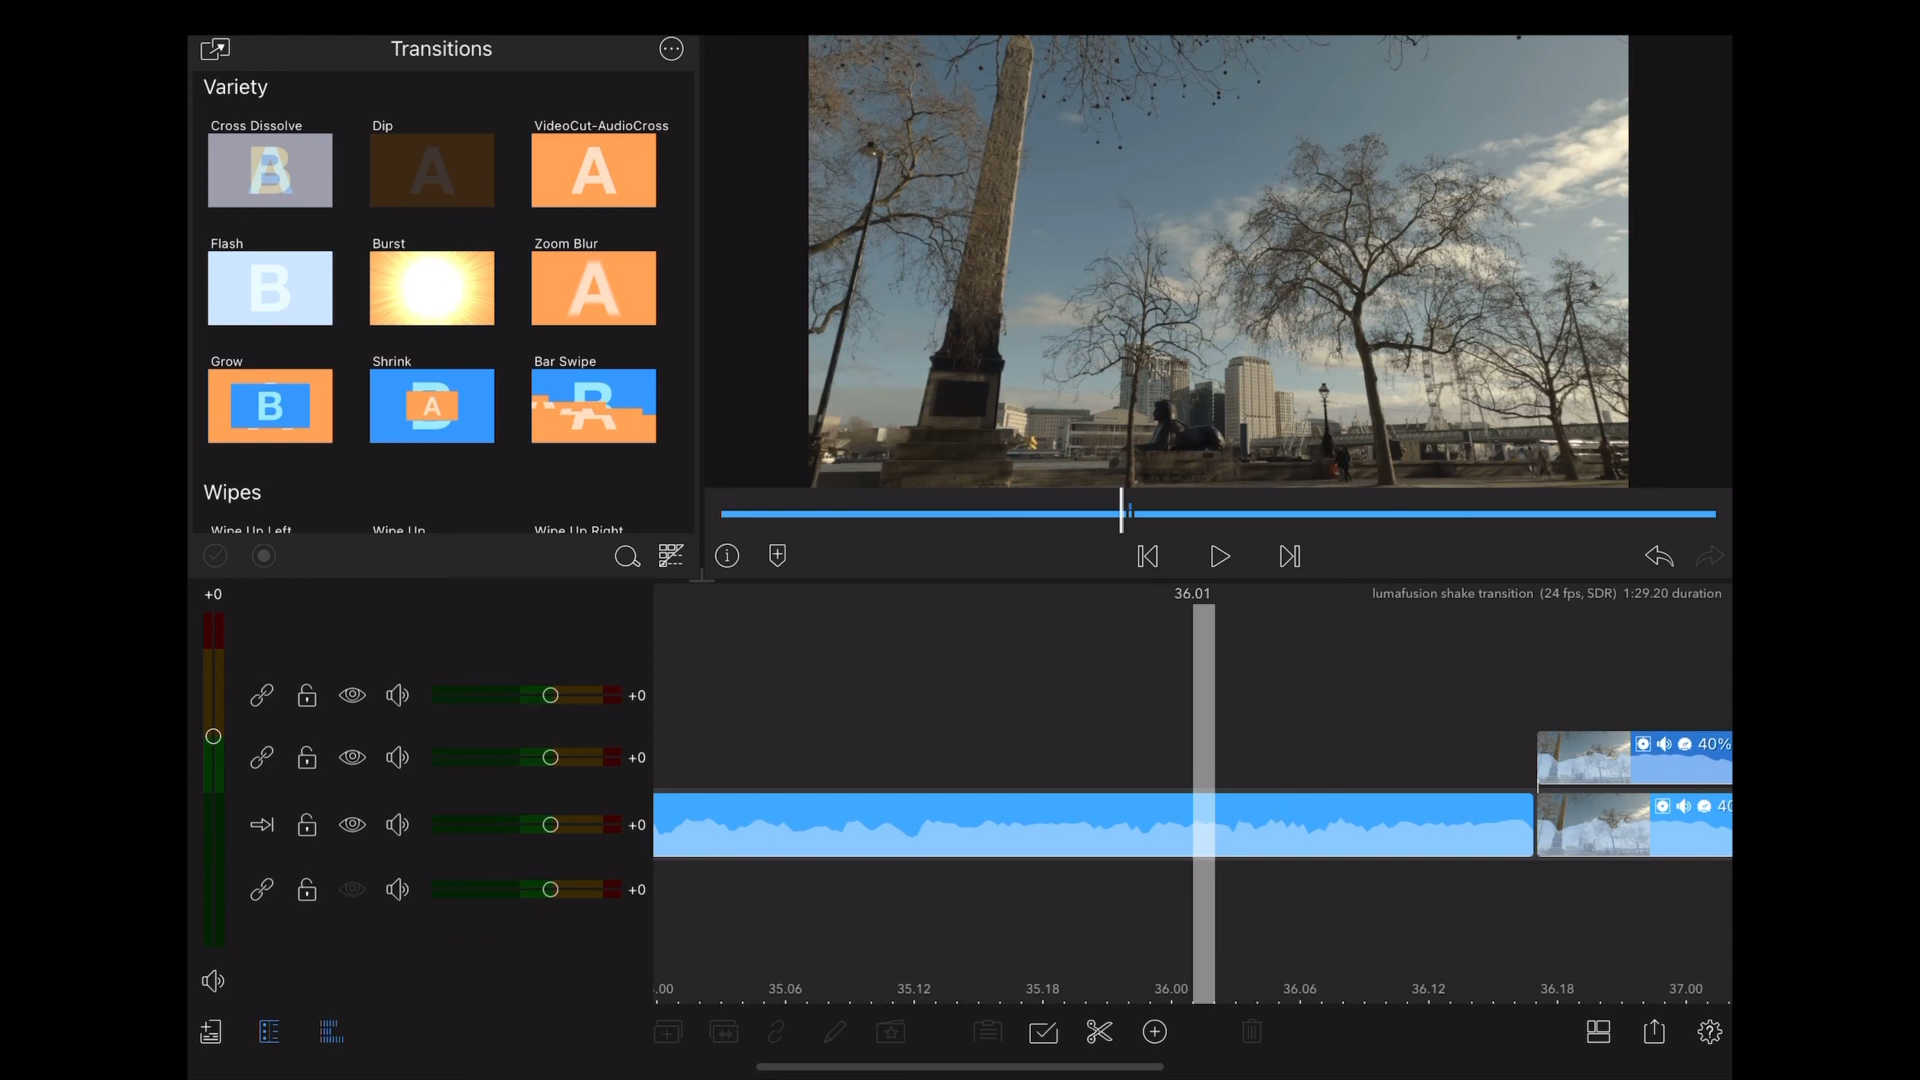 Transitions
Variety
Cross Dissolve
Dip
VideoCut-AudioCross
B
A
A
Flash
Burst
Zoom Blur
B
A
Grow
Shrink
Bar Swipe
B
A
Wipes
Wipe Up Left
Wipe Up
Wipe Up Right
+0
36.01
lumafusion shake transition (24 fps, SDR) 1:29.20 duration
+0
40%
+0
+0
40
+0
.00
35.06
35.12
35.18
36.00
36.06
36.12
36.18
37.00